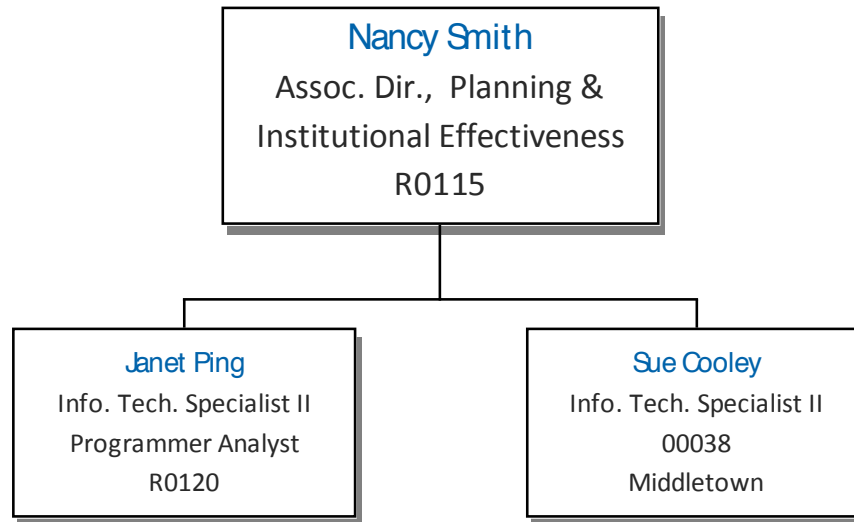 Nancy Smith
Assoc. Dir., Planning &
Institutional Effectiveness
R0115
Janet Ping
Info. Tech. Specialist II
Programmer Analyst
R0120
Sue Cooley
Info. Tech. Specialist II
00038
Middletown